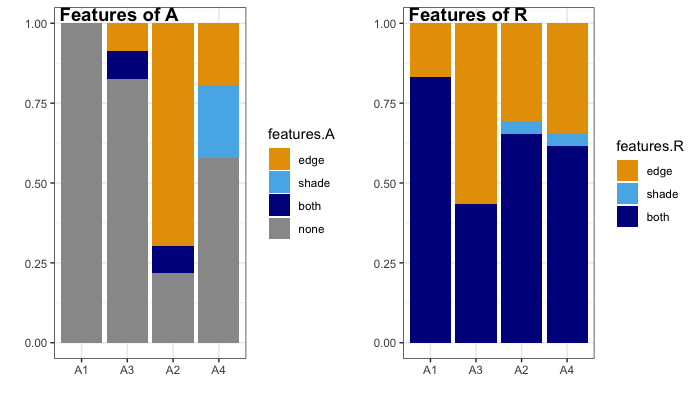 Features of A
1.00
0.75
0.50
0.25
0.00
A1 A3 A2 A4
features.A
edge
shade
both
none
Features of R
1.00
0.75
0.50
0.25
0.00
A1 A3 A2 A4
features.R
edge
shade
both